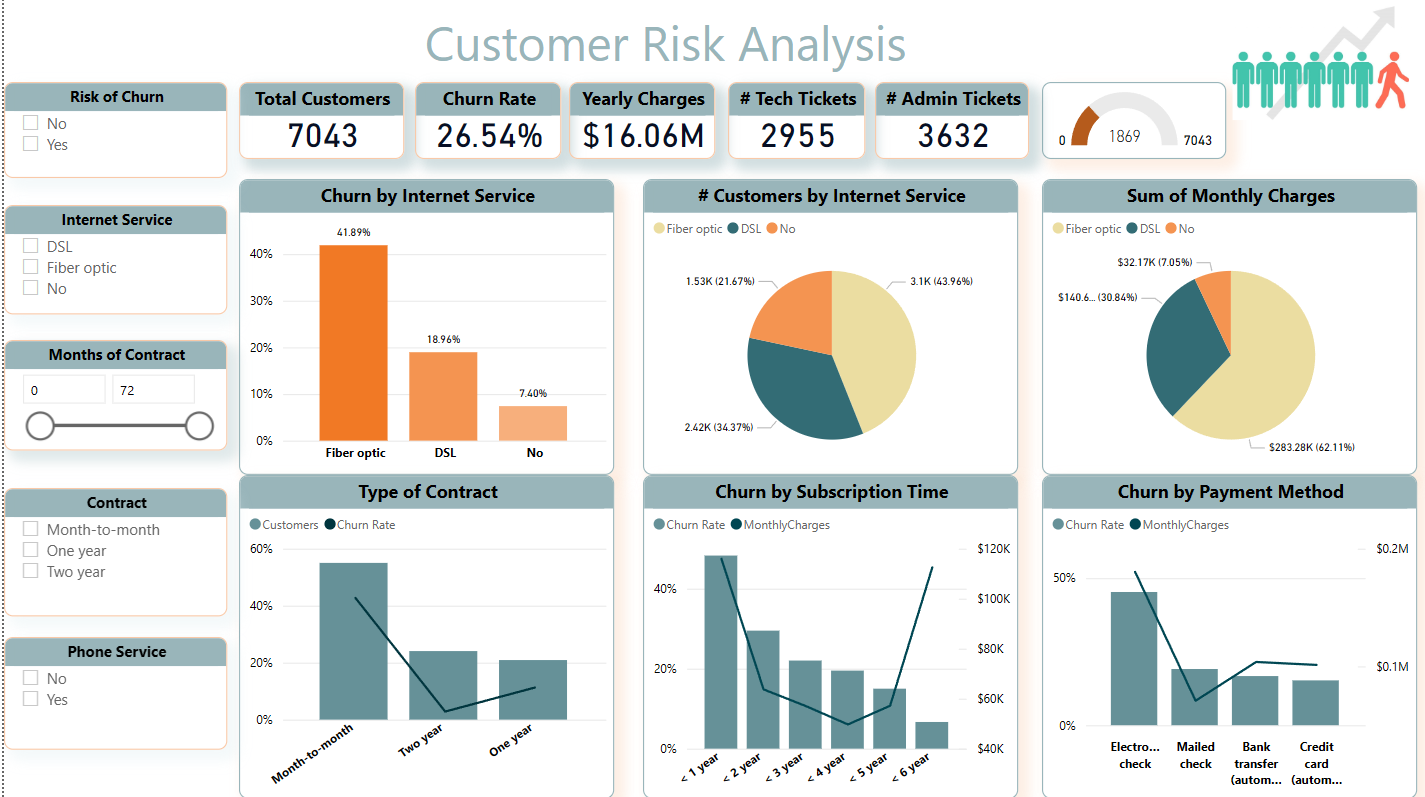 Customer Risk Analysis
Risk of Churn
No
Yes
Internet Service
DSL
Fiber optic
No
Months of Contract
0 72
Contract
Month-to-month
One year
Two year
Phone Service
No
Yes
Total Customers
7043
Churn Rate
26.54%
Yearly Charges
$16.06M
# Tech Tickets
2955
# Admin Tickets
3632
0 1869 7043
Churn by Internet Service
41.89%
40%
30%
18.96%
20%
7.40%
10%
0%
Fiber optic DSL No
# Customers by Internet Service
Fiber optic DSL No
1.53K (21.67%) 3.1K (43.96%)
2.42K (34.37%)
Sum of Monthly Charges
Fiber optic DSL No
$32.17K (7.05%)
$140.6... (30.84%)
$283.28K (62.11%)
Type of Contract
Customers Churn Rate
60%
40%
20%
0%
Month-to-month Two year One year
Churn by Subscription Time
Churn Rate MonthlyCharges
$120K
40%
$100K
$80K
20%
$60K
0% $40K
< 1 year < 2 year < 3 year < 4 year < 5 year < 6 year
Churn by Payment Method
Churn Rate MonthlyCharges
$0.2M
50%
$0.1M
0%
Electro... Mailed Bank Credit
check check transfer card
(autom... (autom...